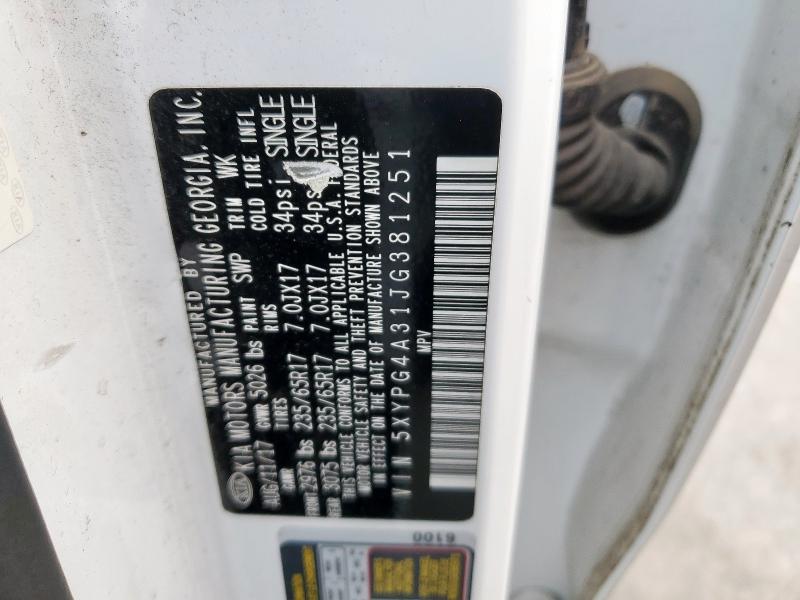 MANUFACTURED BY
KIA MOTORS MANUFACTURING GEORGIA, INC.
AUG/11/17 GVWR 5026 lbs PAINT SWP TRIM WK
GAWR TIRES RIMS COLD TIRE INFL
FRONT 2976 lbs 235/65R17 7.0JX17 34psi SINGLE
REAR 3075 lbs 235/65R17 7.0JX17 34psi SINGLE
THIS VEHICLE CONFORMS TO ALL APPLICABLE U.S.A. FEDERAL
MOTOR VEHICLE SAFETY AND THEFT PREVENTION STANDARDS
IN EFFECT ON THE DATE OF MANUFACTURE SHOWN ABOVE
VIN 5XYPG4A31JG381251
MPV
6100